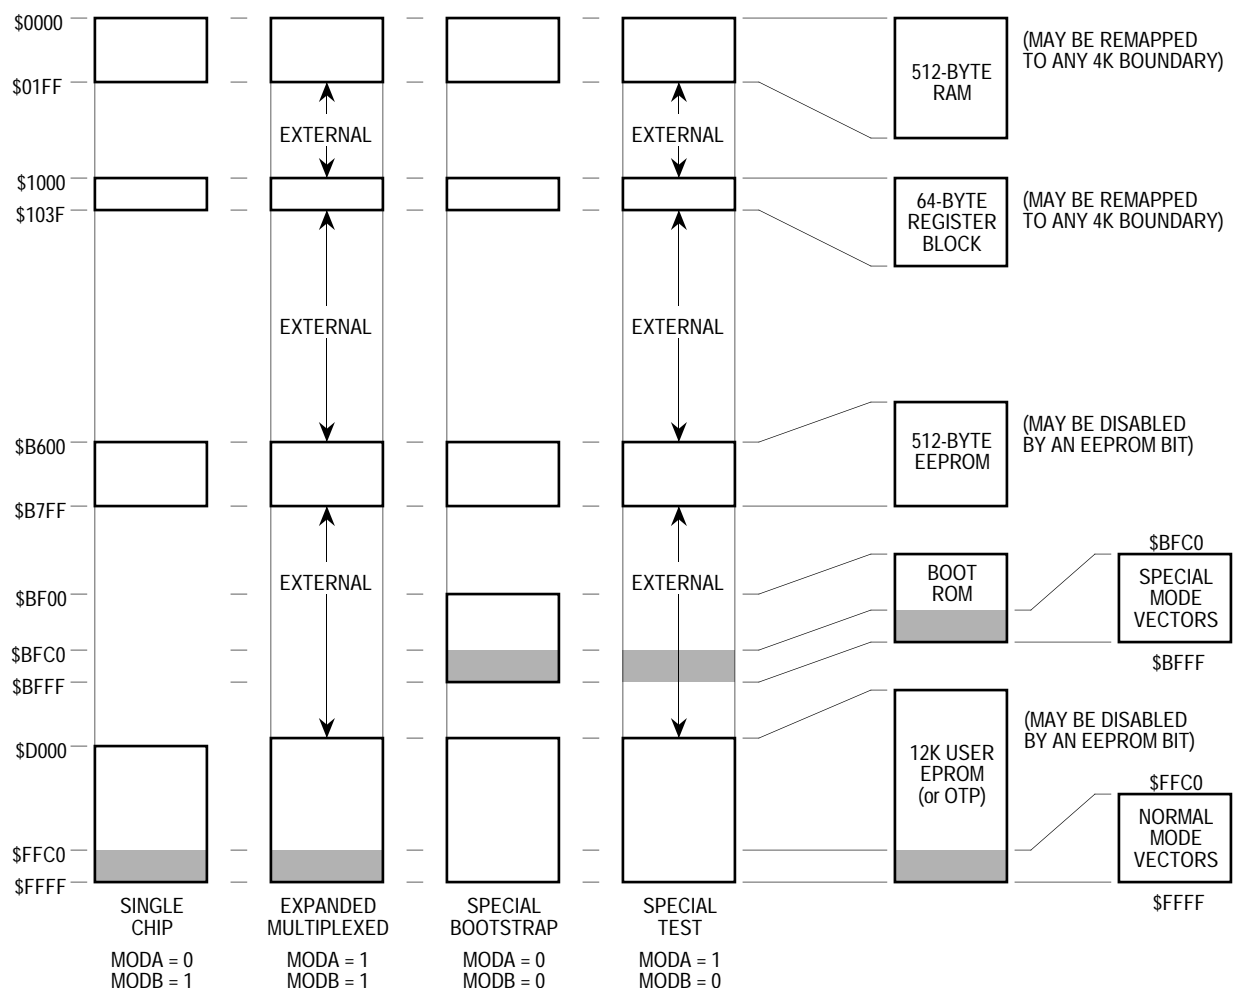 $0000
$01FF
$1000
$103F
$B600
$B7FF
$BF00
$BFC0
$BFFF
$D000
$FFC0
$FFFF
EXTERNAL
EXTERNAL
EXTERNAL
EXTERNAL
EXTERNAL
EXTERNAL
512-BYTE
RAM
(MAY BE REMAPPED
TO ANY 4K BOUNDARY)
64-BYTE
REGISTER
BLOCK
(MAY BE REMAPPED
TO ANY 4K BOUNDARY)
512-BYTE
EEPROM
(MAY BE DISABLED
BY AN EEPROM BIT)
BOOT
ROM
$BFC0
SPECIAL
MODE
VECTORS
$BFFF
12K USER
EPROM
(or OTP)
(MAY BE DISABLED
BY AN EEPROM BIT)
$FFC0
NORMAL
MODE
VECTORS
$FFFF
SINGLE
CHIP
MODA = 0
MODB = 1
EXPANDED
MULTIPLEXED
MODA = 1
MODB = 1
SPECIAL
BOOTSTRAP
MODA = 0
MODB = 0
SPECIAL
TEST
MODA = 1
MODB = 0